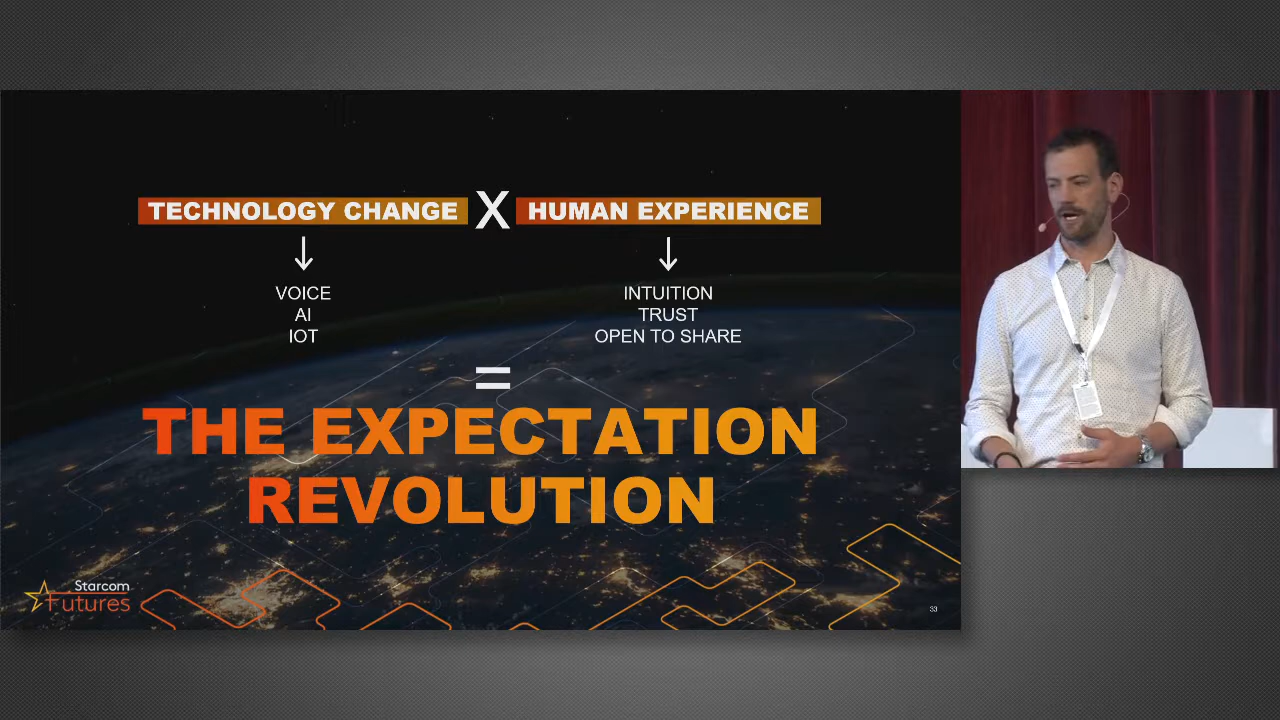 TECHNOLOGY CHANGE X HUMAN EXPERIENCE
VOICE
AI
IOT
INTUITION
TRUST
OPEN TO SHARE
=
THE EXPECTATION
REVOLUTION
Starcom
Futures
33